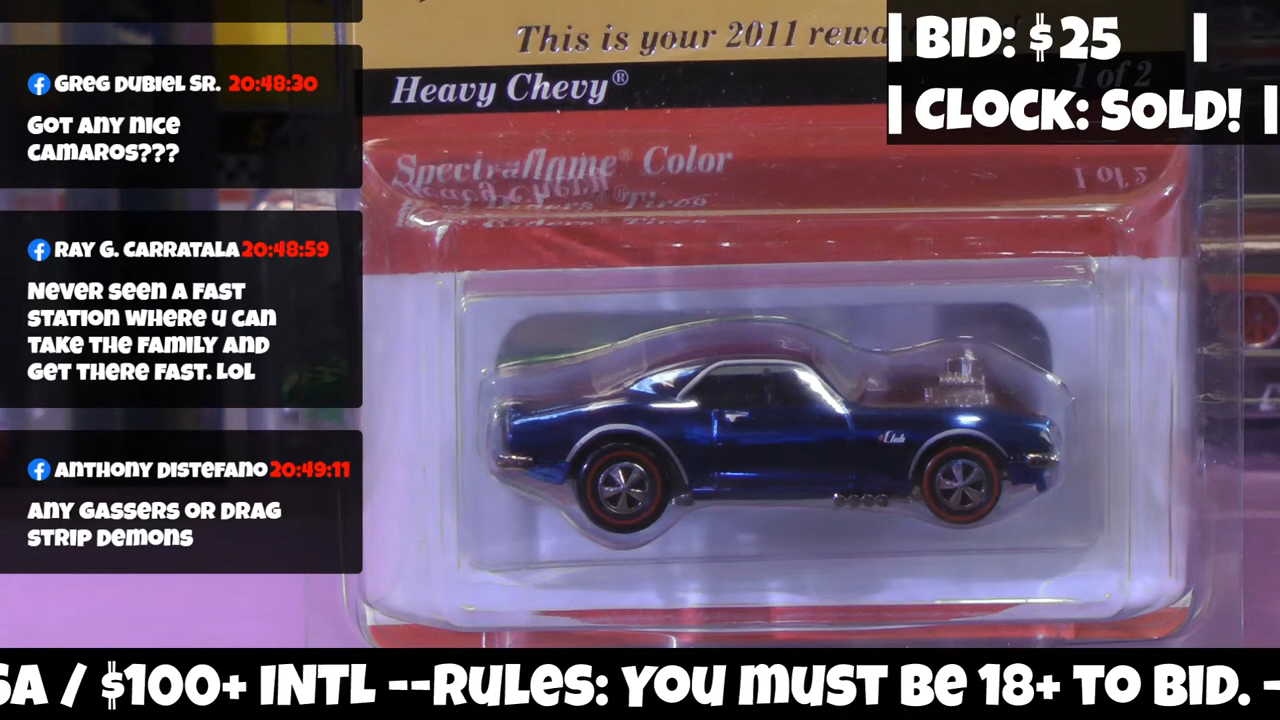 GREG DUBIEL SR. 20:48:30
GOT ANY NICE
CAMAROS???
RAY G. CARRATALA 20:48:59
NEVER SEEN A FAST
STATION WHERE U CAN
TAKE THE FAMILY AND
GET THERE FAST. LOL
ANTHONY DISTEFANO 20:49:11
ANY GASSERS OR DRAG
STRIP DEMONS
This is your 2011 rewa
Heavy Chevy®
1 of 2
Spectraflame® Color
1 of 2
Club
| BID: $25 |
| CLOCK: SOLD! |
SA / $100+ INTL --RULES: YOU MUST BE 18+ TO BID. -